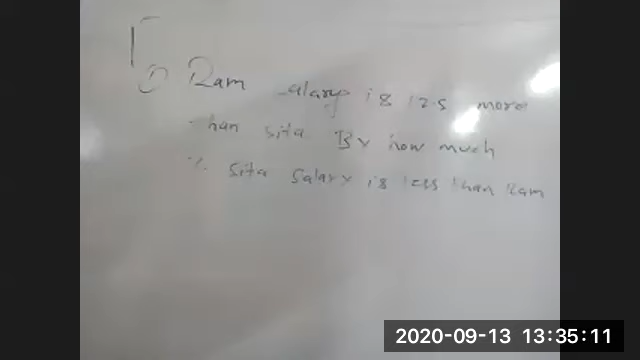 Ram salary is 12.5 more
than sita By how much
% Sita Salary is less than Ram
2020-09-13 13:35:11